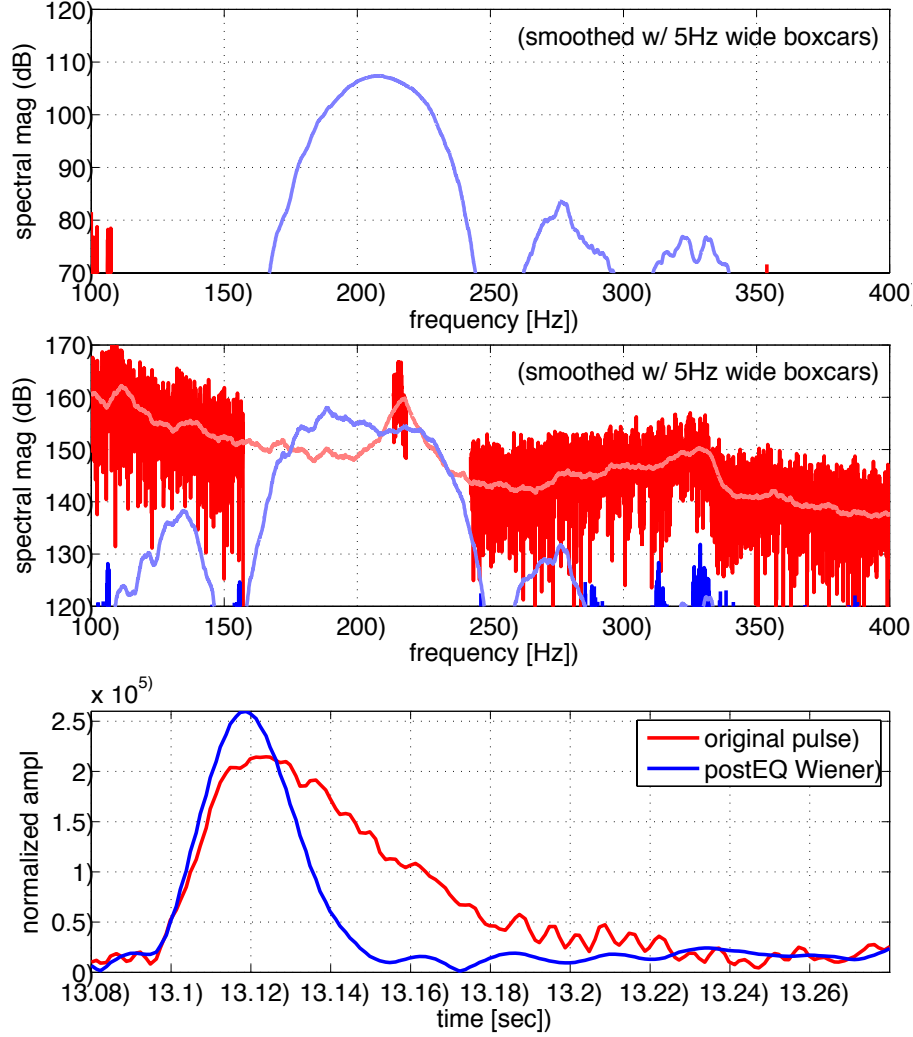 120)
110)
100)
90)
80)
70)
spectral mag (dB)
(smoothed w/ 5Hz wide boxcars)
100) 150) 200) 250) 300) 350) 400)
frequency [Hz])
170)
160)
150)
140)
130)
120)
spectral mag (dB)
(smoothed w/ 5Hz wide boxcars)
100) 150) 200) 250) 300) 350) 400)
frequency [Hz])
x 10^5)
2.5)
2)
1.5)
1)
0.5)
0)
normalized ampl
original pulse)
postEQ Wiener)
13.08) 13.1) 13.12) 13.14) 13.16) 13.18) 13.2) 13.22) 13.24) 13.26)
time [sec])